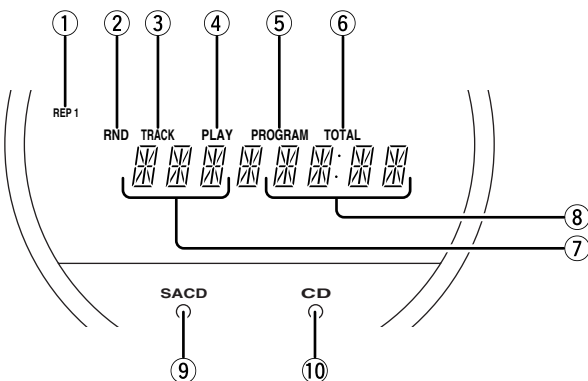 ① ② ③ ④ ⑤ ⑥
REP 1
RND TRACK PLAY PROGRAM TOTAL
⑧
⑦
SACD CD
⑨ ⑩